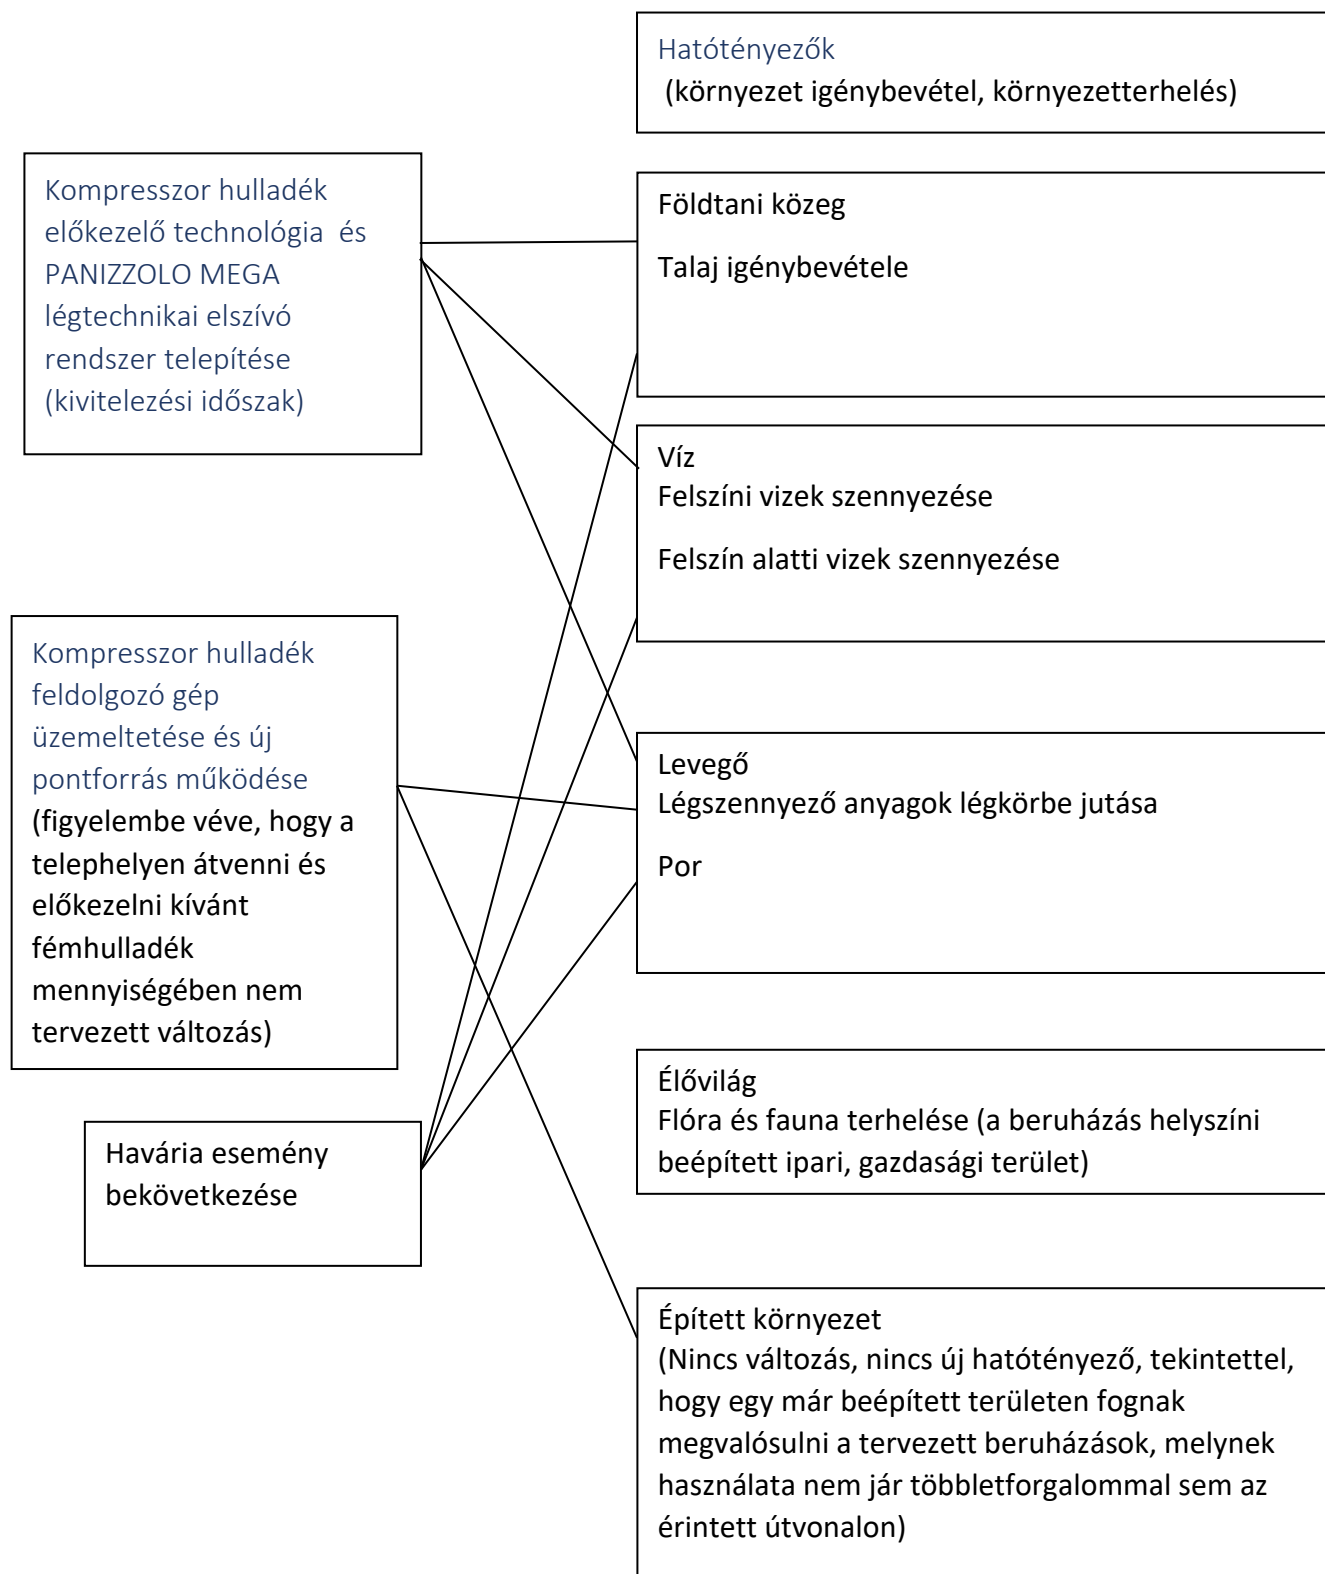 Hatótényezők
(környezet igénybevétel, környezetterhelés)
Kompresszor hulladék
előkezelő technológia és
PANIZZOLO MEGA
légtechnikai elszívó
rendszer telepítése
(kivitelezési időszak)
Földtani közeg
Talaj igénybevétele
Víz
Felszíni vizek szennyezése
Felszín alatti vizek szennyezése
Kompresszor hulladék
feldolgozó gép
üzemeltetése és új
pontforrás működése
(figyelembe véve, hogy a
telephelyen átvenni és
előkezelni kívánt
fémhulladék
mennyiségében nem
tervezett változás)
Levegő
Légszennyező anyagok légkörbe jutása
Por
Élővilág
Flóra és fauna terhelése (a beruházás helyszíni
beépített ipari, gazdasági terület)
Havária esemény
bekövetkezése
Épített környezet
(Nincs változás, nincs új hatótényező, tekintettel,
hogy egy már beépített területen fognak
megvalósulni a tervezett beruházások, melynek
használata nem jár többletforgalommal sem az
érintett útvonalon)